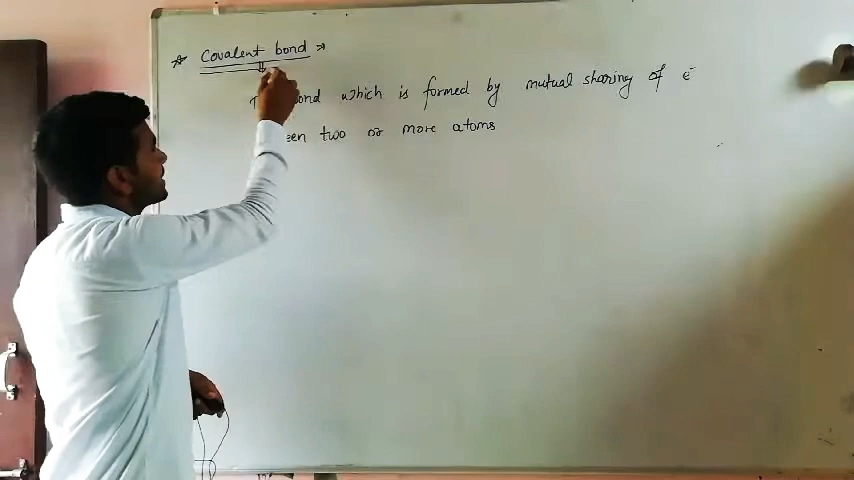 Covalent bond
bond which is formed by mutual sharing of e⁻
two or more atoms